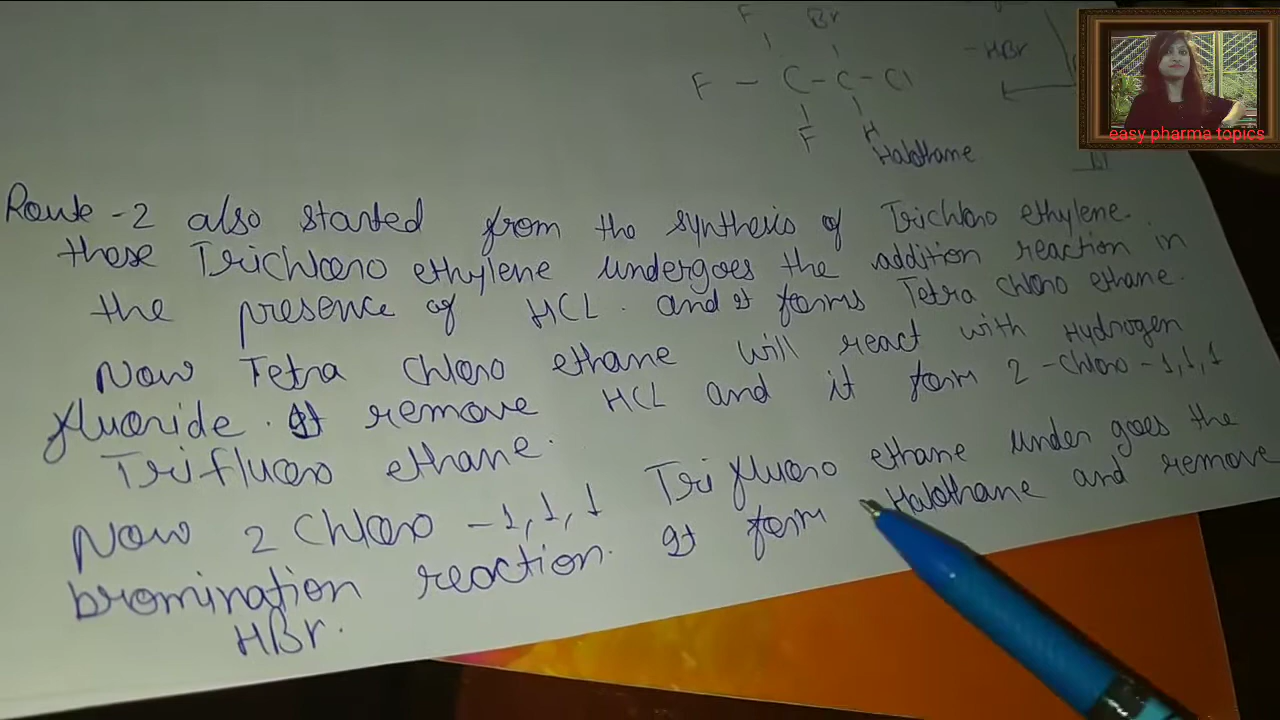 F Br
F - C - C - Cl
F H
Halothane
- HBr
easy pharma topics
Route -2 also started from the synthesis of Trichloro ethylene.
these Trichloro ethylene undergoes the addition reaction in
the presence of HCL. and it forms Tetra chloro ethane.
Now Tetra chloro ethane will react with Hydrogen
fluoride. It remove HCL and it form 2-chloro-1,1,1
Trifluoro ethane.
Now 2 Chloro -1,1,1 Tri fluoro ethane under goes the
bromination reaction. It form Halothane and remove
HBr.